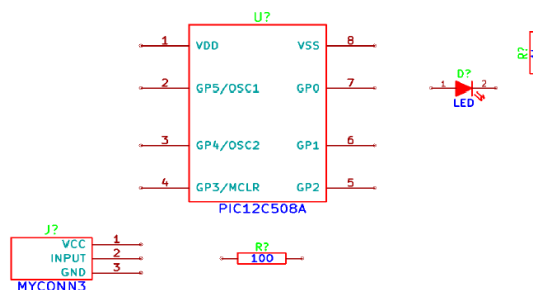 U?
1 VDD VSS 8
2 GP5/OSC1 GP0 7
3 GP4/OSC2 GP1 6
4 GP3/MCLR GP2 5
PIC12C508A
D?
1 2
LED
R?
J?
VCC 1
INPUT 2
GND 3
MYCONN3
R?
100